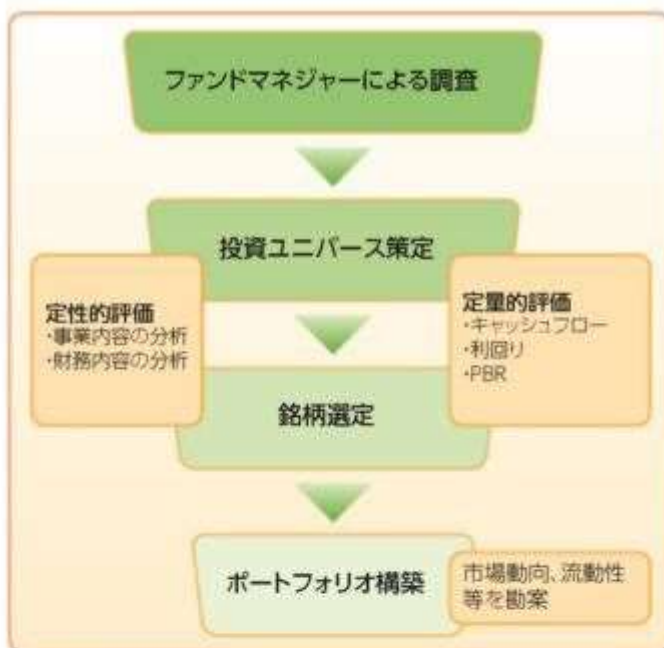 ファンドマネジャーによる調査
投資ユニバース策定
定性的評価
・事業内容の分析
・財務内容の分析
定量的評価
・キャッシュフロー
・利回り
・PBR
銘柄選定
ポートフォリオ構築
市場動向、流動性
等を勘案